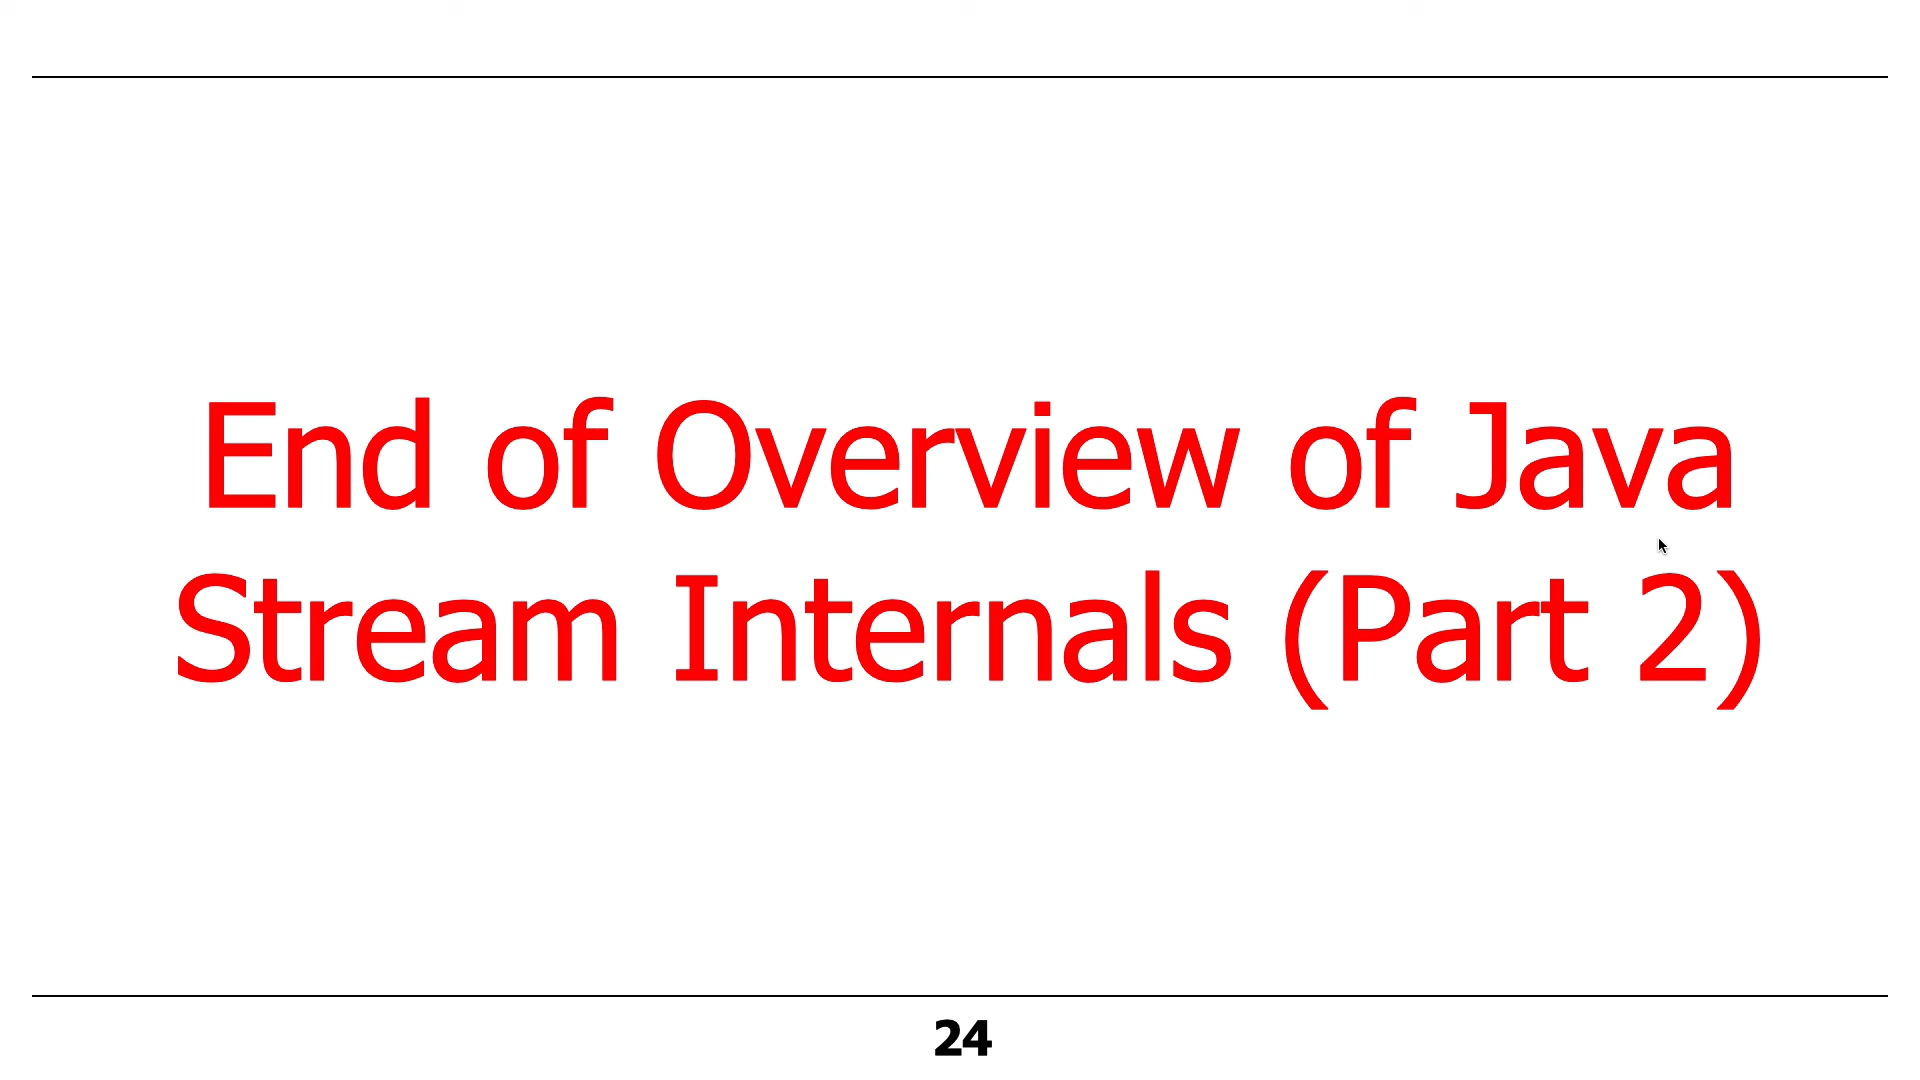 End of Overview of Java
Stream Internals (Part 2)
24